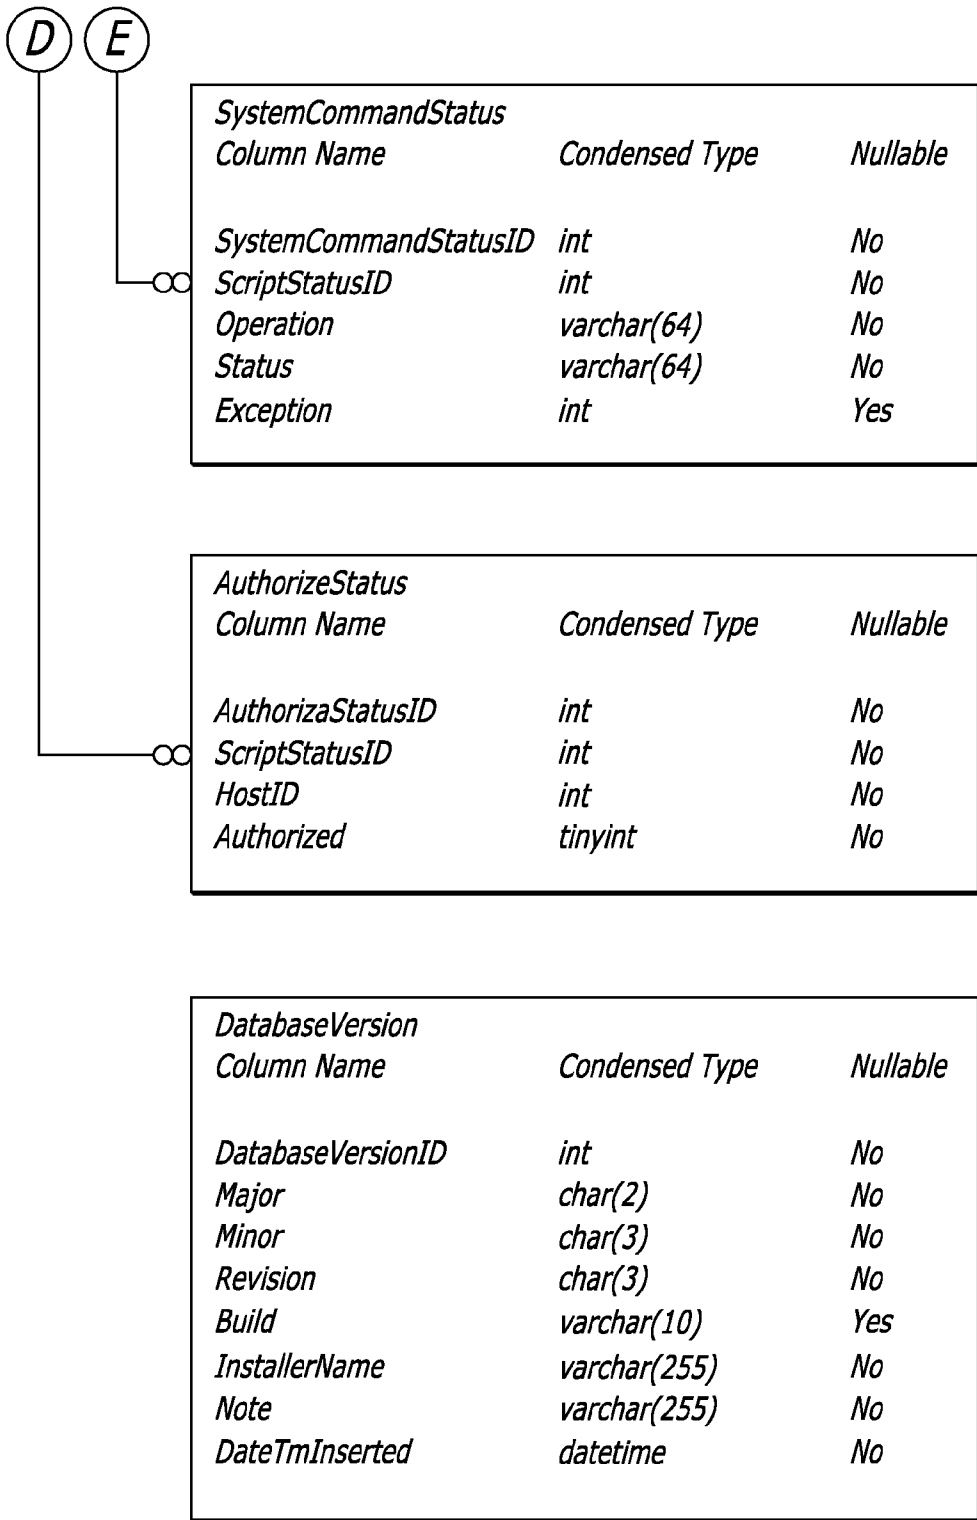 D E
SystemCommandStatus
Column Name Condensed Type Nullable
SystemCommandStatusID int No
ScriptStatusID int No
Operation varchar(64) No
Status varchar(64) No
Exception int Yes
AuthorizeStatus
Column Name Condensed Type Nullable
AuthorizaStatusID int No
ScriptStatusID int No
HostID int No
Authorized tinyint No
DatabaseVersion
Column Name Condensed Type Nullable
DatabaseVersionID int No
Major char(2) No
Minor char(3) No
Revision char(3) No
Build varchar(10) Yes
InstallerName varchar(255) No
Note varchar(255) No
DateTmInserted datetime No